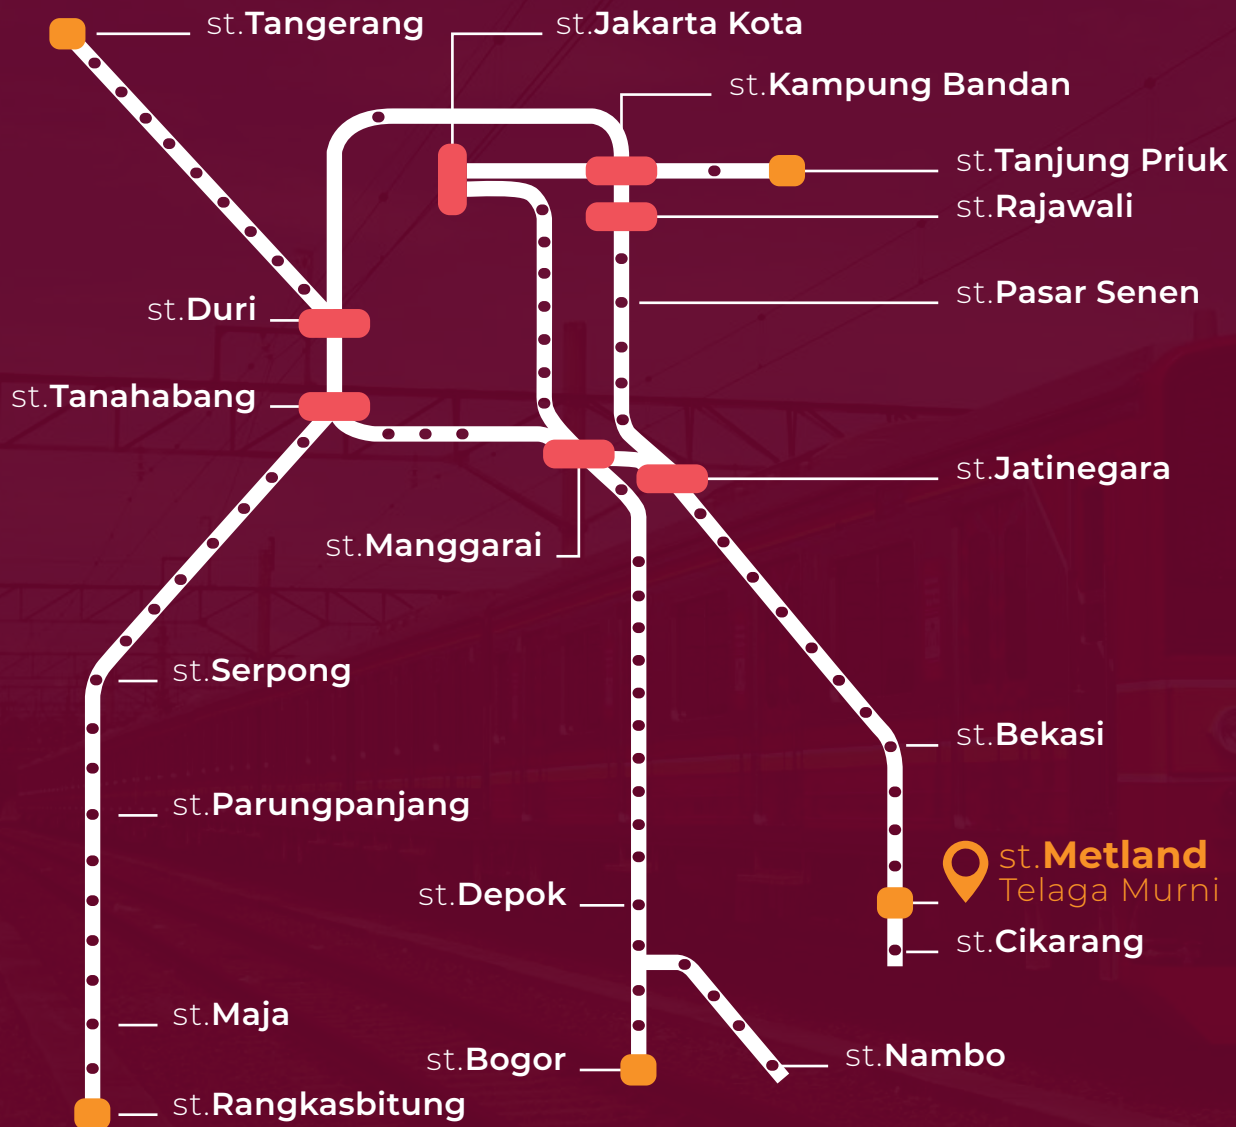 st.Tangerang
st.Jakarta Kota
st.Kampung Bandan
st.Tanjung Priuk
st.Rajawali
st.Pasar Senen
st.Duri
st.Tanahabang
st.Jatinegara
st.Manggarai
st.Serpong
st.Bekasi
st.Parungpanjang
st.Metland
Telaga Murni
st.Depok
st.Cikarang
st.Maja
st.Bogor
st.Nambo
st.Rangkasbitung